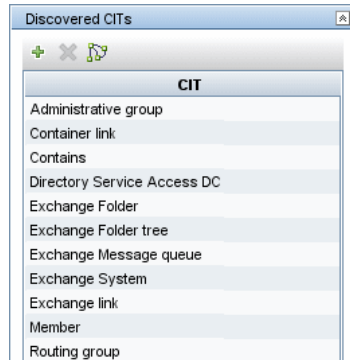 Discovered CITs
CIT
Administrative group
Container link
Contains
Directory Service Access DC
Exchange Folder
Exchange Folder tree
Exchange Message queue
Exchange System
Exchange link
Member
Routing group